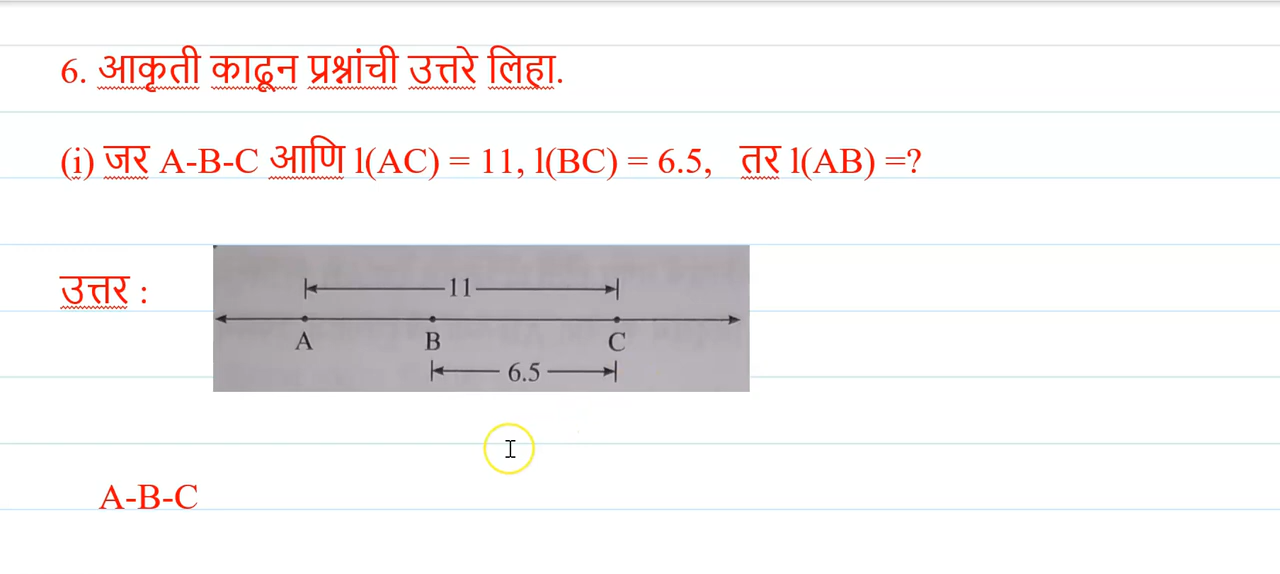 6. आकृती काढून प्रश्नांची उत्तरे लिहा.
(i) जर A-B-C आणि l(AC) = 11, l(BC) = 6.5, तर l(AB) =?
उत्तर :
11
A B C
6.5
A-B-C